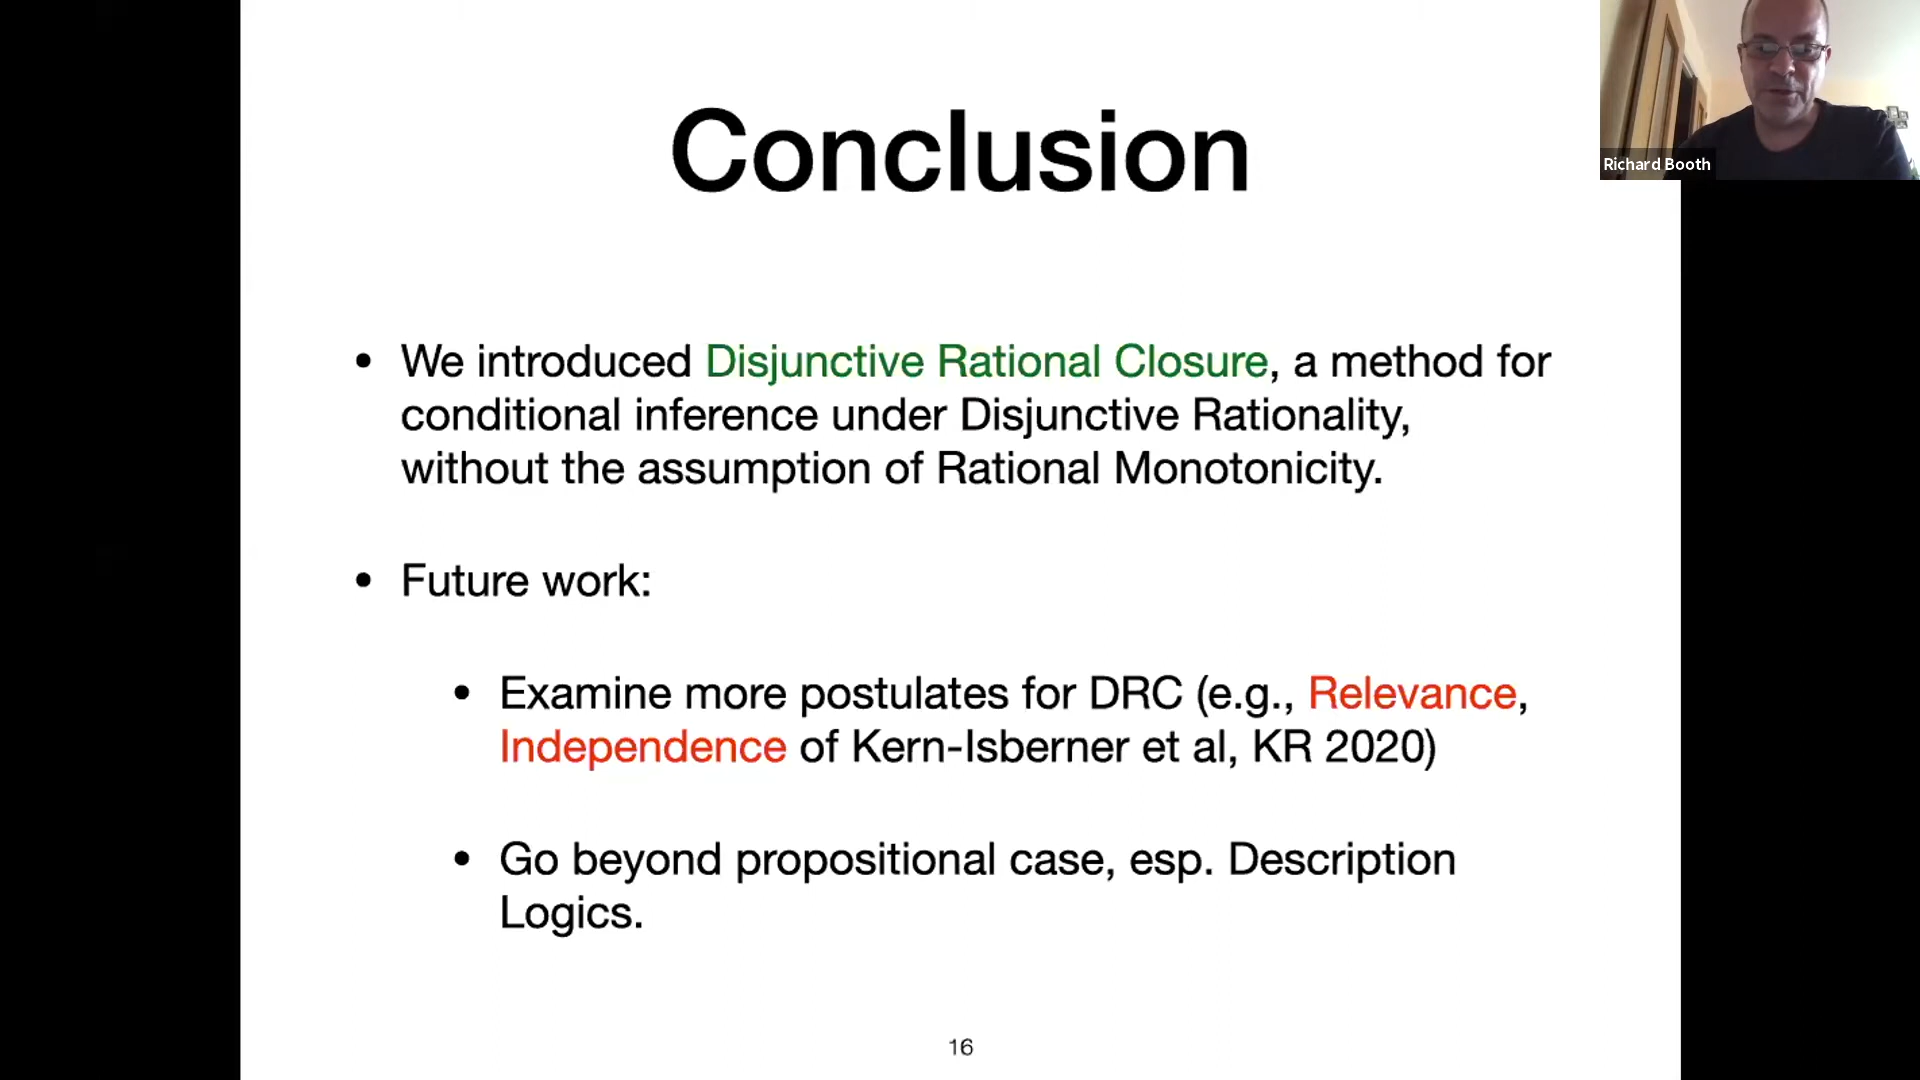 Conclusion
Richard Booth
• We introduced Disjunctive Rational Closure, a method for
conditional inference under Disjunctive Rationality,
without the assumption of Rational Monotonicity.
• Future work:
• Examine more postulates for DRC (e.g., Relevance,
Independence of Kern-Isberner et al, KR 2020)
• Go beyond propositional case, esp. Description
Logics.
16